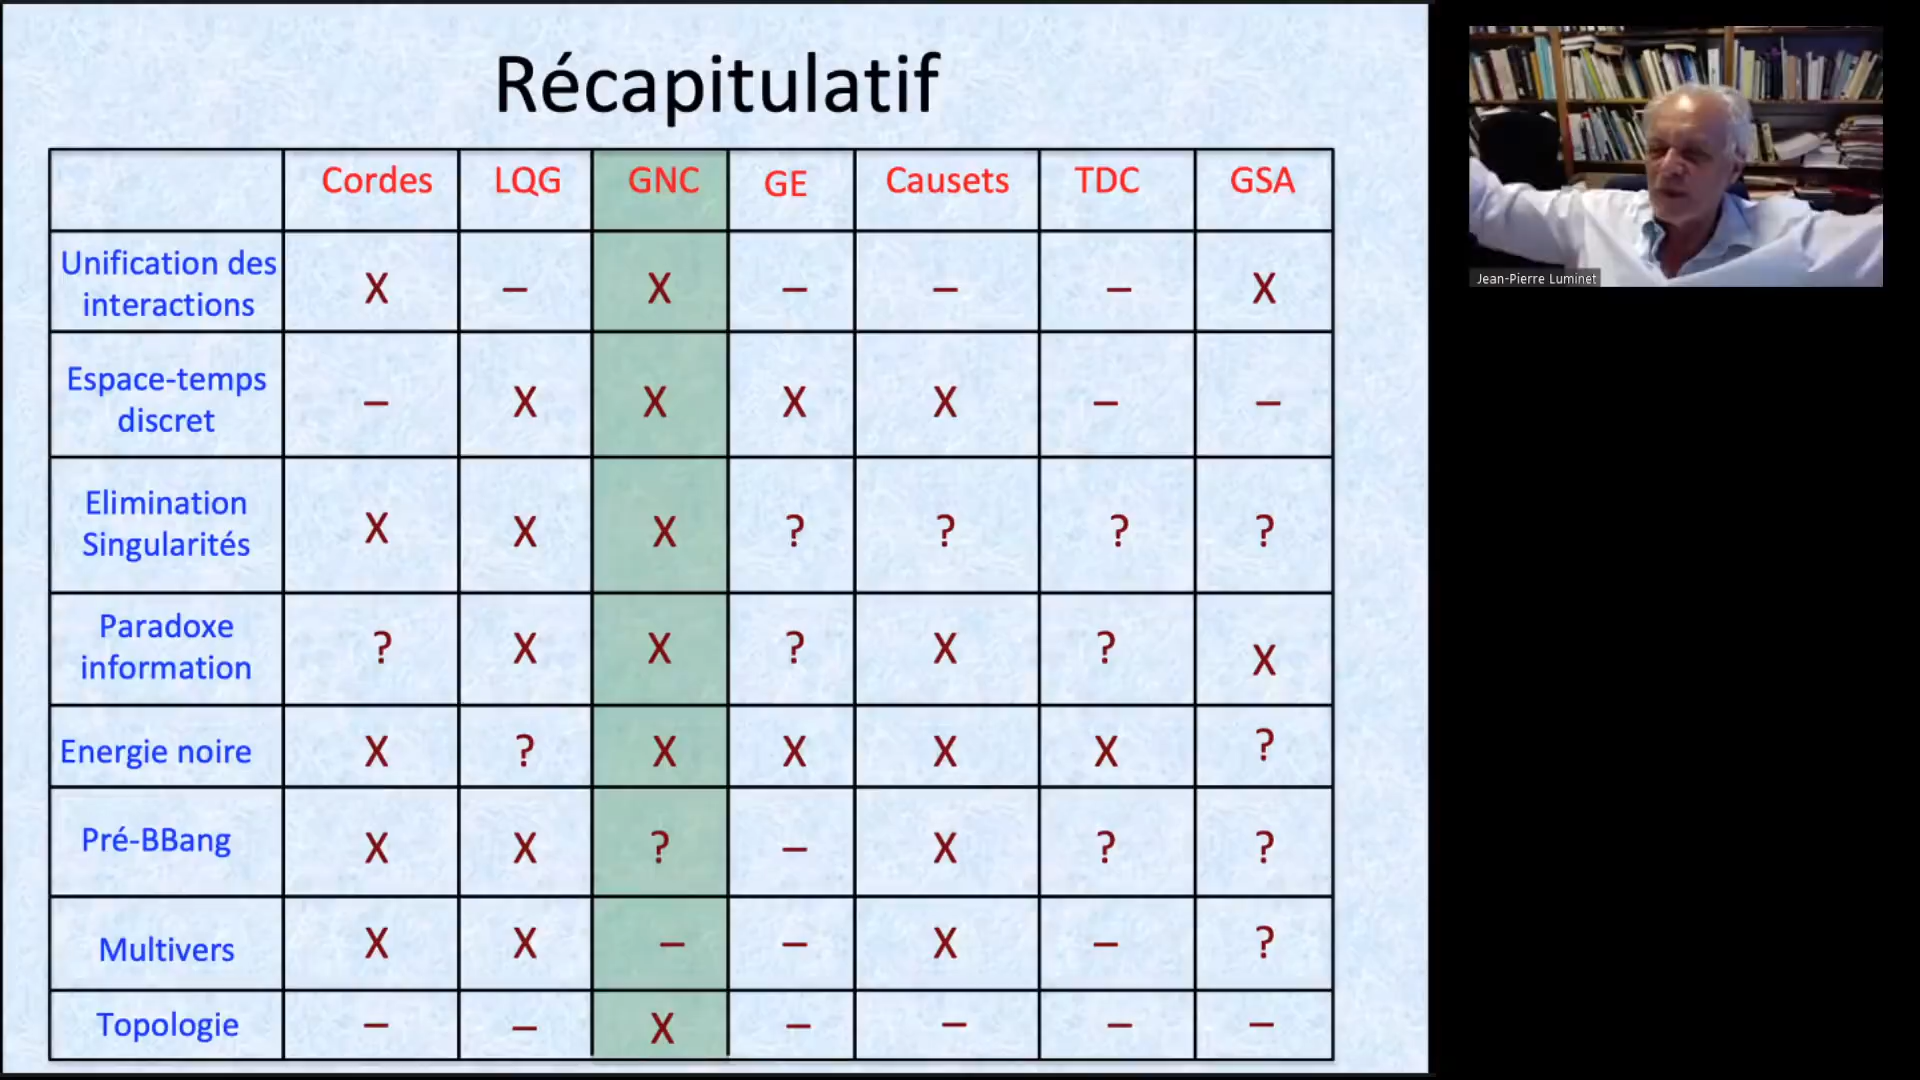 Récapitulatif
Cordes LQG GNC GE Causets TDC GSA
Unification des
interactions X – X – – – X
Espace-temps
discret – X X X X – –
Elimination
Singularités X X X ? ? ? ?
Paradoxe
information ? X X ? X ? X
Energie noire X ? X X X X ?
Pré-BBang X X ? – X ? ?
Multivers X X – – X – ?
Topologie – – X – – – –
Jean-Pierre Luminet